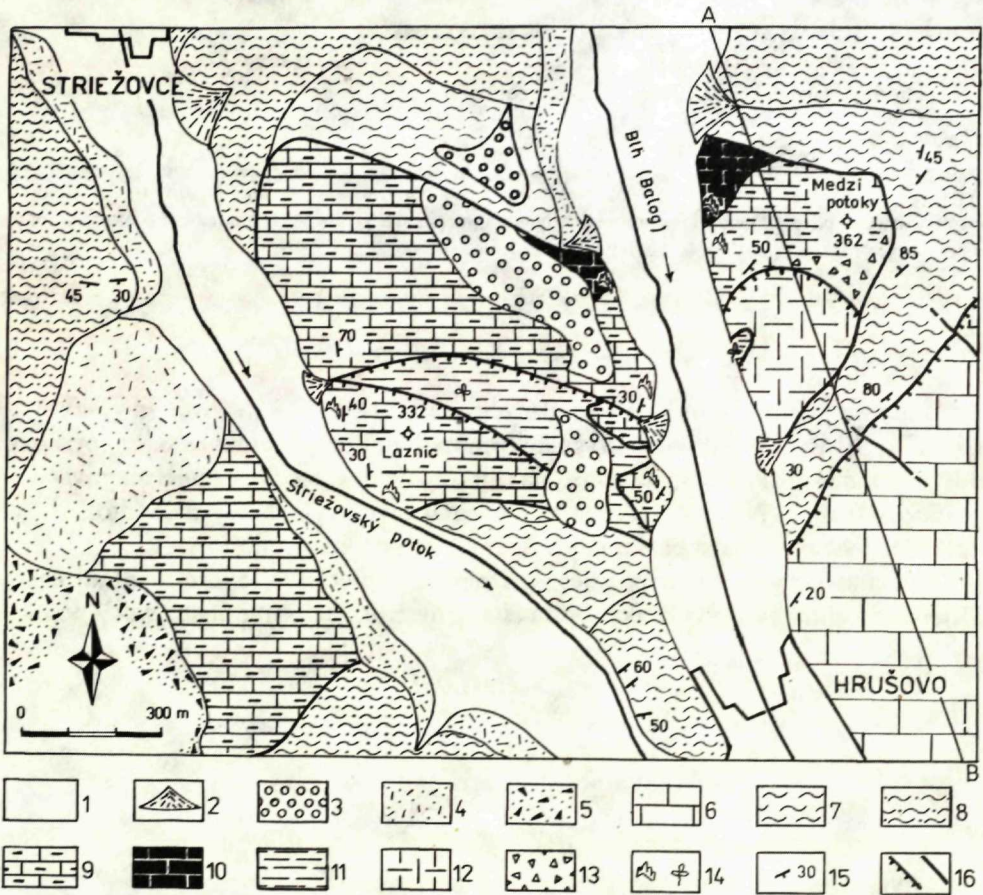 A
STRIEŽOVCE
Blh (Balog)
45
Medzi
potoky
362
50
85
45
30
70
80
40
332
30
30
Laznic
50
30
Striežovský
potok
20
N
60
HRUŠOVO
0
300 m
50
B
1
2
3
4
5
6
7
8
9
10
11
12
13
14
30
15
16